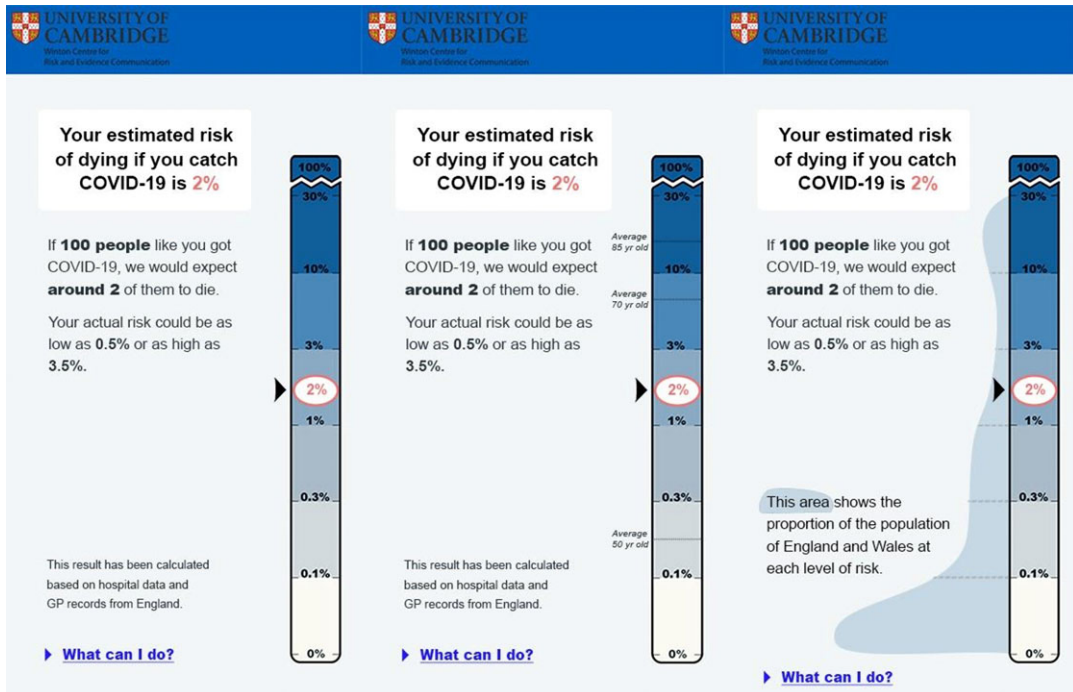 UNIVERSITY OF
CAMBRIDGE
Winton Centre for
Risk and Evidence Communication
Your estimated risk
of dying if you catch
COVID-19 is 2%
If 100 people like you got
COVID-19, we would expect
around 2 of them to die.
Your actual risk could be as
low as 0.5% or as high as
3.5%.
This result has been calculated
based on hospital data and
GP records from England.
What can I do?
100%
30%
10%
3%
2%
1%
0.3%
0.1%
0%
UNIVERSITY OF
CAMBRIDGE
Winton Centre for
Risk and Evidence Communication
Your estimated risk
of dying if you catch
COVID-19 is 2%
If 100 people like you got
COVID-19, we would expect
around 2 of them to die.
Your actual risk could be as
low as 0.5% or as high as
3.5%.
This result has been calculated
based on hospital data and
GP records from England.
What can I do?
Average
85 yr old
Average
70 yr old
Average
50 yr old
100%
30%
10%
3%
2%
1%
0.3%
0.1%
0%
UNIVERSITY OF
CAMBRIDGE
Winton Centre for
Risk and Evidence Communication
Your estimated risk
of dying if you catch
COVID-19 is 2%
If 100 people like you got
COVID-19, we would expect
around 2 of them to die.
Your actual risk could be as
low as 0.5% or as high as
3.5%.
This area shows the
proportion of the population
of England and Wales at
each level of risk.
What can I do?
100%
30%
10%
3%
2%
1%
0.3%
0.1%
0%